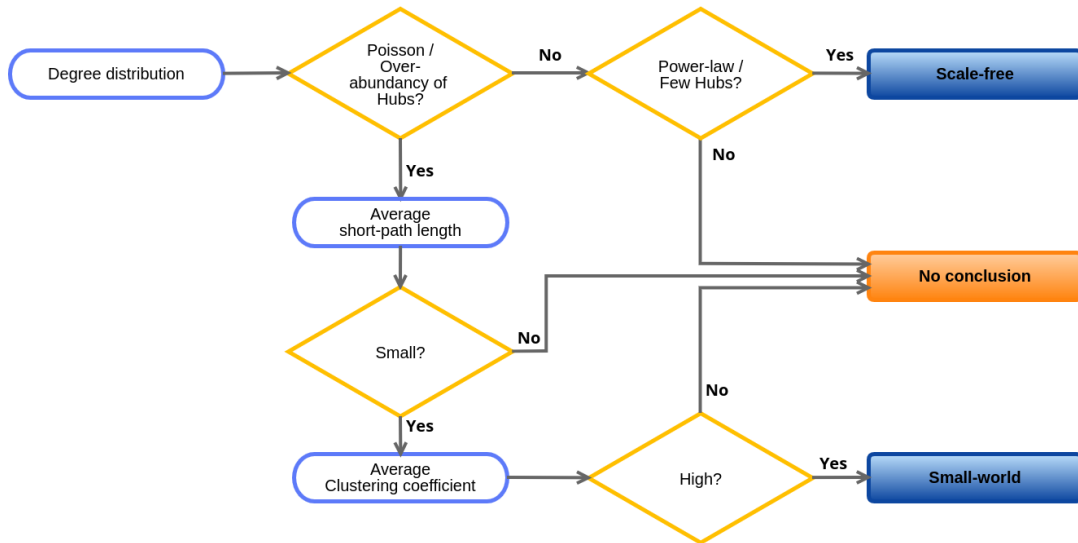 Degree distribution
Poisson /
Over-
abundancy of
Hubs?
No
Power-law /
Few Hubs?
Yes
Scale-free
No
Yes
Average
short-path length
No conclusion
Small?
No
No
Yes
Average
Clustering coefficient
High?
Yes
Small-world